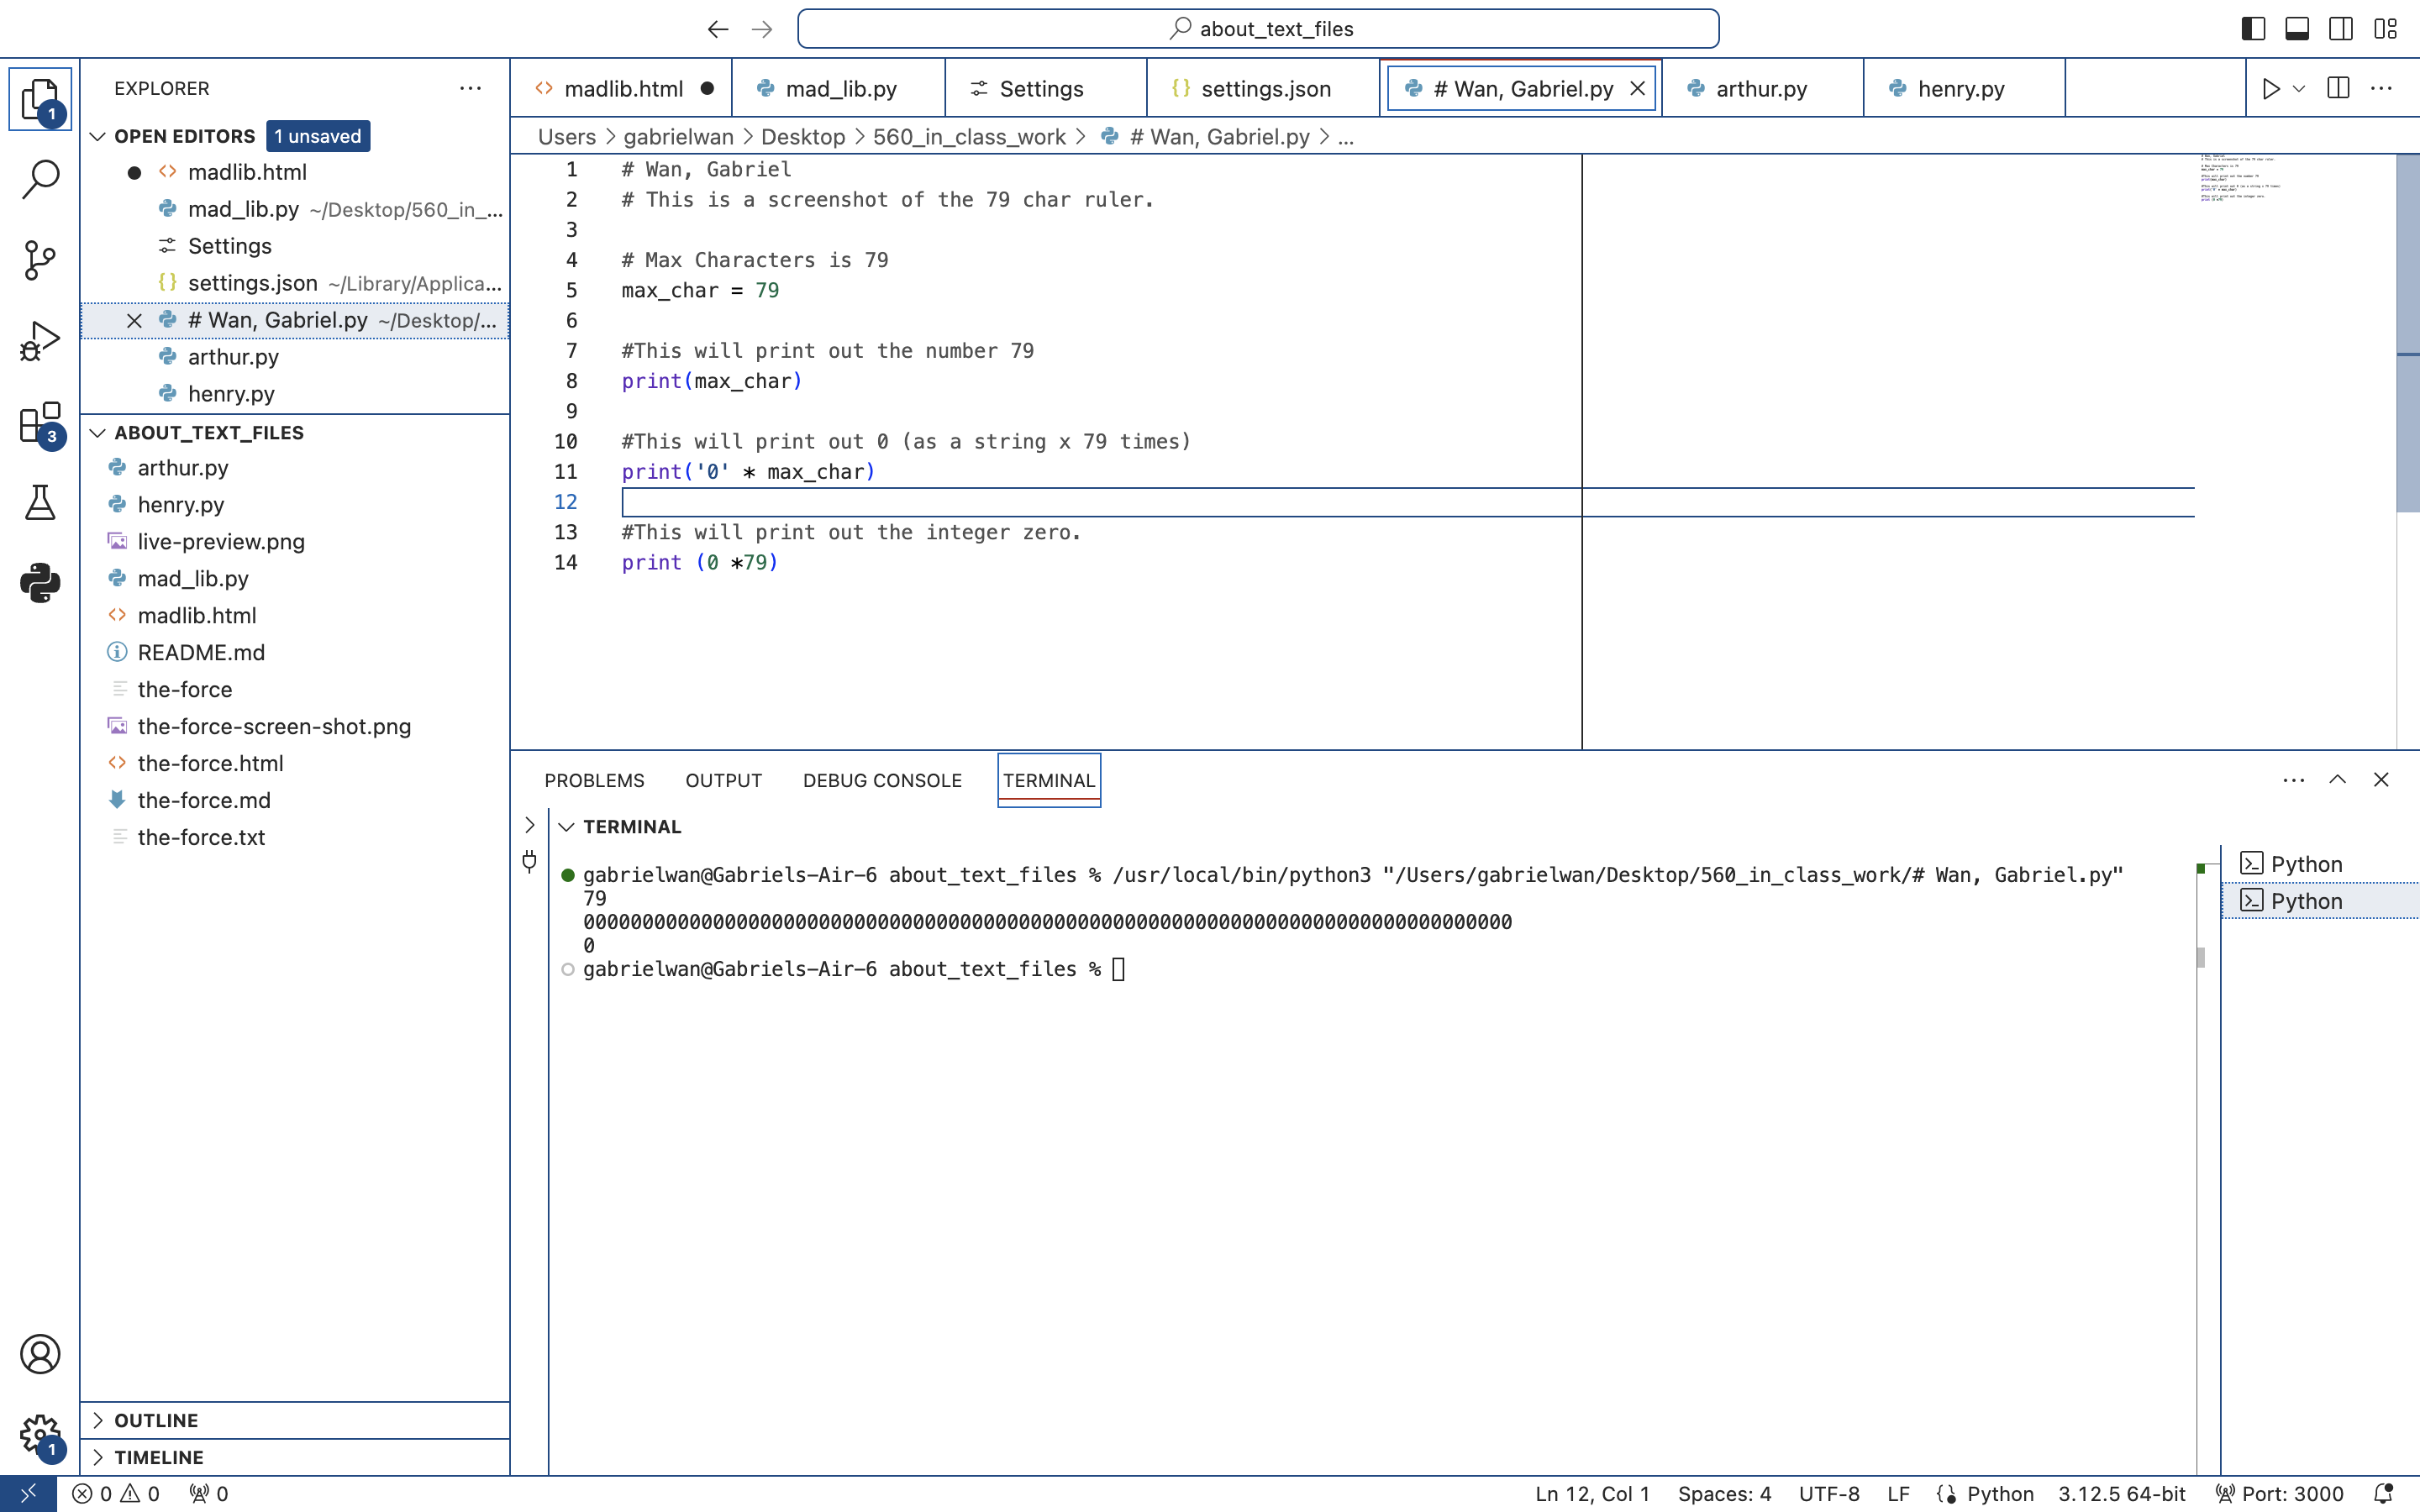 about_text_files
EXPLORER
OPEN EDITORS 1 unsaved
madlib.html
mad_lib.py ~/Desktop/560_in_...
Settings
settings.json ~/Library/Applica...
# Wan, Gabriel.py ~/Desktop/...
arthur.py
henry.py
ABOUT_TEXT_FILES
arthur.py
henry.py
live-preview.png
mad_lib.py
madlib.html
README.md
the-force
the-force-screen-shot.png
the-force.html
the-force.md
the-force.txt
OUTLINE
TIMELINE
1
3
1
madlib.html
mad_lib.py
Settings
settings.json
# Wan, Gabriel.py
arthur.py
henry.py
Users > gabrielwan > Desktop > 560_in_class_work > # Wan, Gabriel.py > ...
1 # Wan, Gabriel
2 # This is a screenshot of the 79 char ruler.
3
4 # Max Characters is 79
5 max_char = 79
6
7 #This will print out the number 79
8 print(max_char)
9
10 #This will print out 0 (as a string x 79 times)
11 print('0' * max_char)
12
13 #This will print out the integer zero.
14 print (0 *79)
PROBLEMS OUTPUT DEBUG CONSOLE TERMINAL
TERMINAL
gabrielwan@Gabriels-Air-6 about_text_files % /usr/local/bin/python3 "/Users/gabrielwan/Desktop/560_in_class_work/# Wan, Gabriel.py"
79
0000000000000000000000000000000000000000000000000000000000000000000000000000000
0
gabrielwan@Gabriels-Air-6 about_text_files %
Python
Python
0 0 0
Ln 12, Col 1 Spaces: 4 UTF-8 LF Python 3.12.5 64-bit Port: 3000